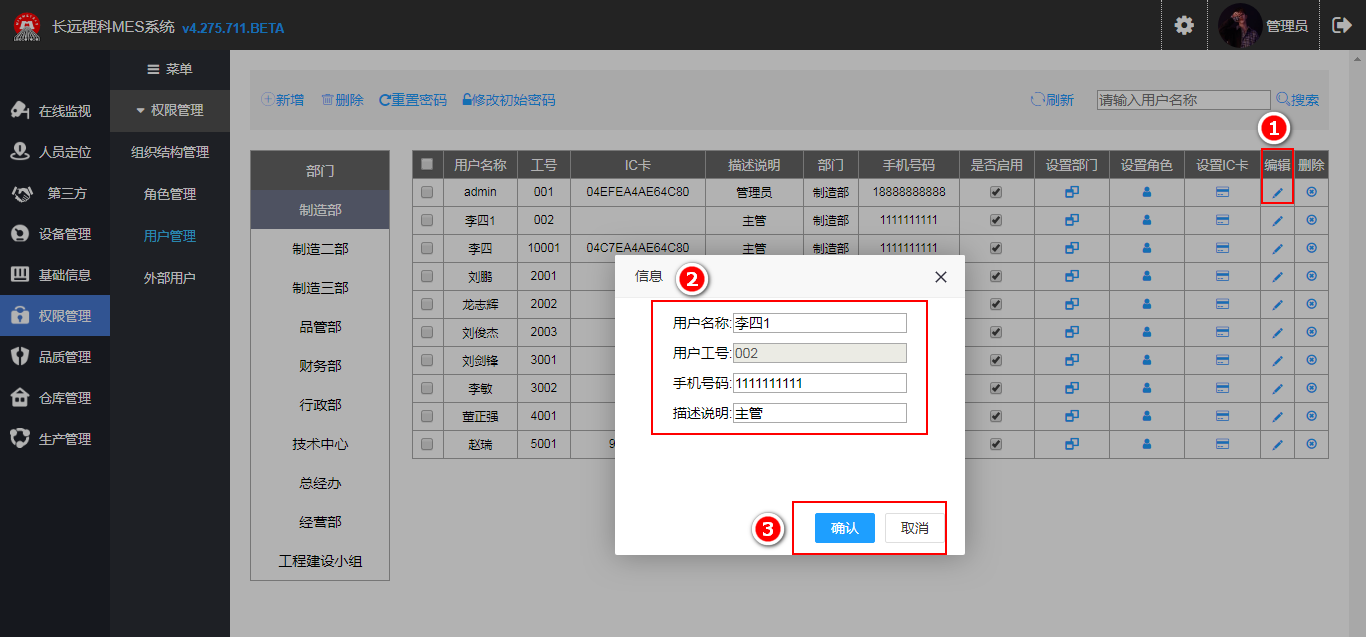 长远锂科MES系统 v4.275.711.BETA 管理员
菜单
在线监视
人员定位
第三方
设备管理
基础信息
权限管理
品质管理
仓库管理
生产管理
权限管理
组织结构管理
角色管理
用户管理
外部用户
新增 删除 重置密码 修改初始密码 刷新 请输入用户名称 搜索
部门
制造部
制造二部
制造三部
品管部
财务部
行政部
技术中心
总经办
经营部
工程建设小组
1
用户名称 工号 IC卡 描述说明 部门 手机号码 是否启用 设置部门 设置角色 设置IC卡 编辑 删除
admin 001 04EFEA4AE64C80 管理员 制造部 18888888888
李四1 002 主管 制造部 1111111111
李四 10001 04C7EA4AE64C80 主管 制造部 1111111111
刘鹏 2001
龙志辉 2002
刘俊杰 2003
刘剑锋 3001
李敏 3002
董正强 4001
赵瑞 5001 9
信息 2
用户名称:李四1
用户工号:002
手机号码:1111111111
描述说明:主管
3 确认 取消